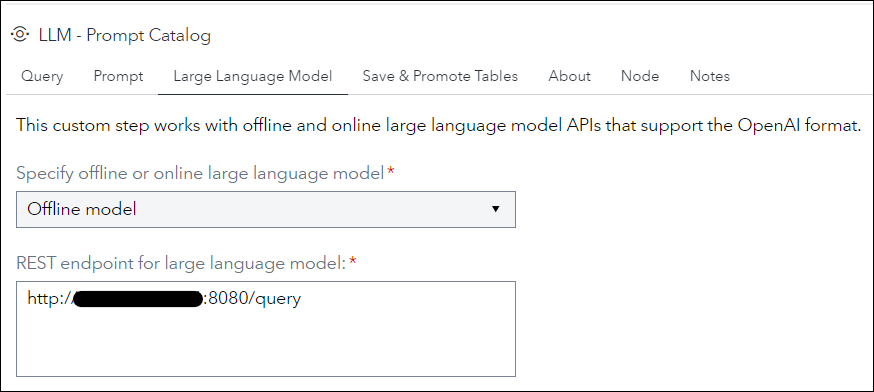 LLM - Prompt Catalog
Query Prompt Large Language Model Save & Promote Tables About Node Notes
This custom step works with offline and online large language model APIs that support the OpenAI format.
Specify offline or online large language model*
Offline model
REST endpoint for large language model:*
http:/ :8080/query